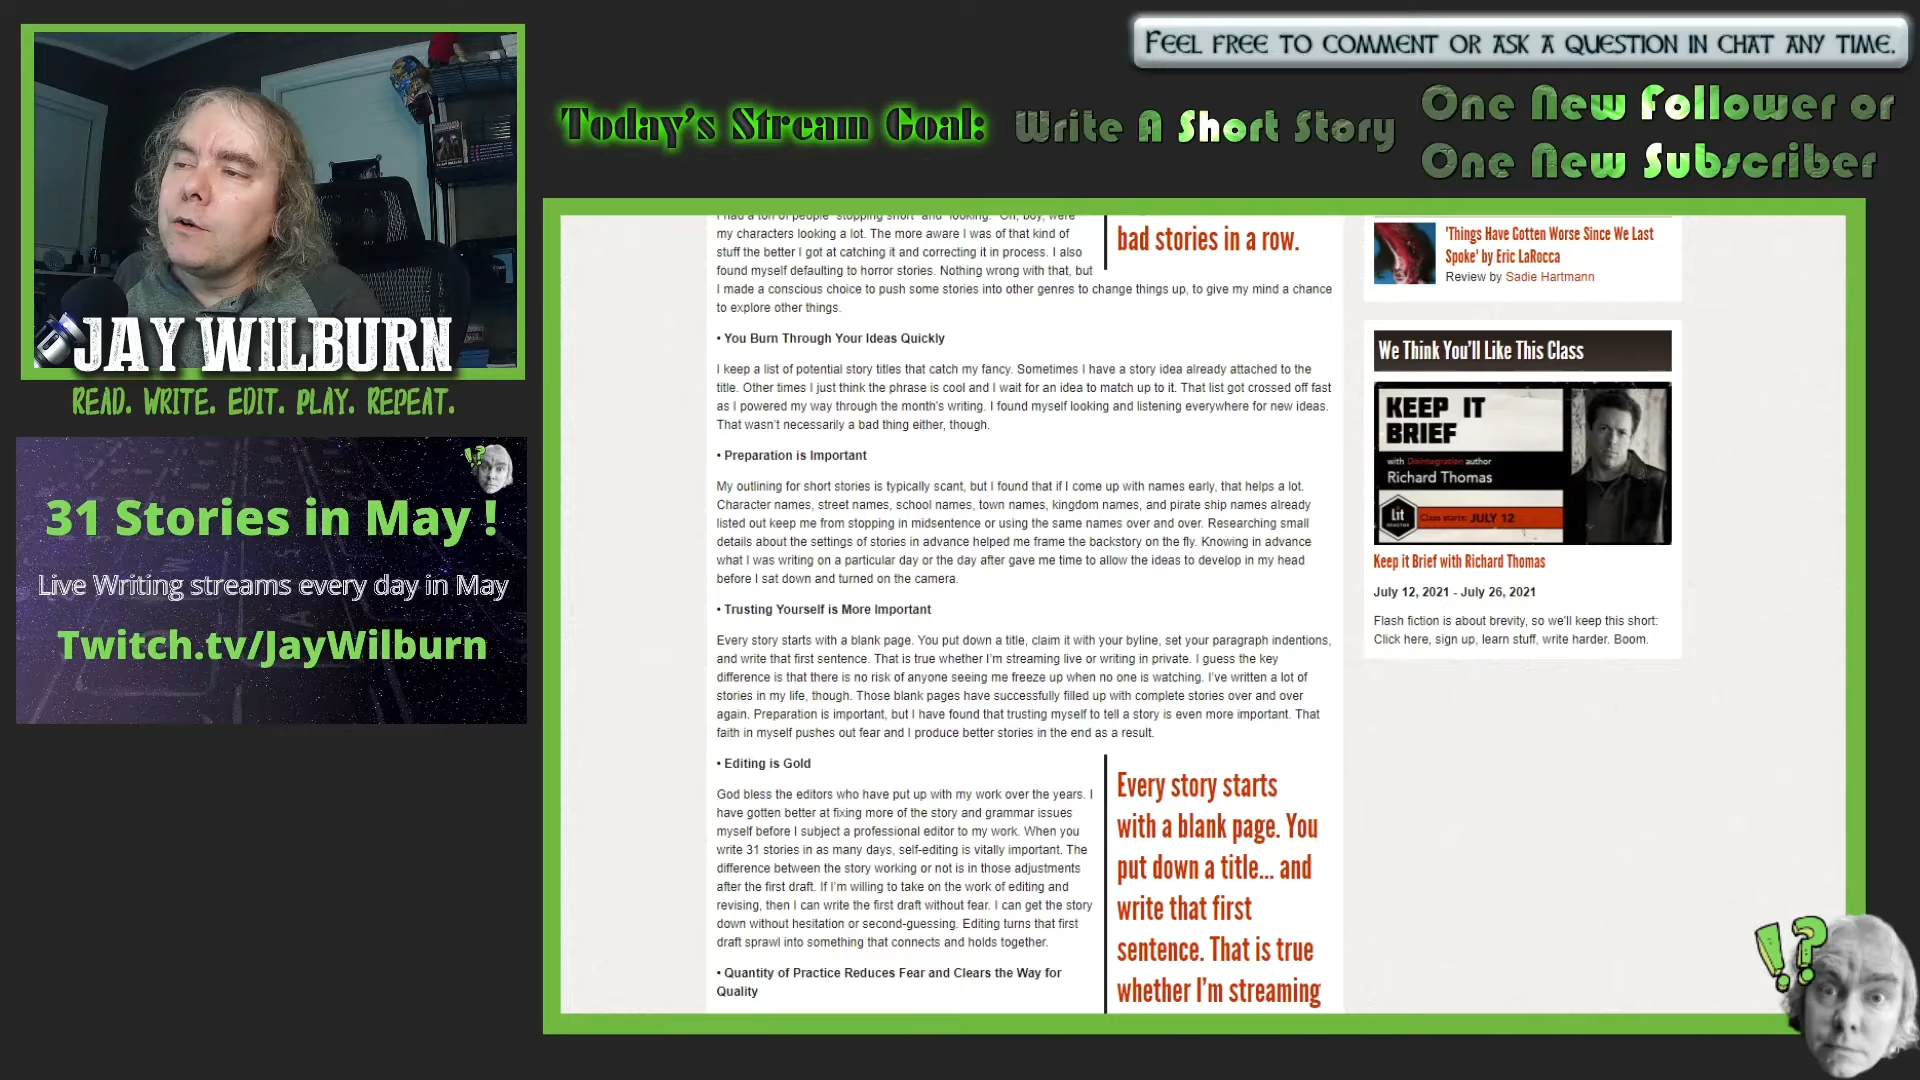 FEEL FREE TO COMMENT OR ASK A QUESTION IN CHAT ANY TIME.
Today's Stream Goal:
Write A Short Story
One New Follower or
One New Subscriber
JAY WILBURN
READ. WRITE. EDIT. PLAY. REPEAT.
31 Stories in May !
Live Writing streams every day in May
Twitch.tv/JayWilburn
I had a ton of people "stopping short" and "looking." Oh, boy, were
my characters looking a lot. The more aware I was of that kind of
stuff the better I got at catching it and correcting it in process. I also
found myself defaulting to horror stories. Nothing wrong with that, but
I made a conscious choice to push some stories into other genres to change things up, to give my mind a chance
to explore other things.
bad stories in a row.
• You Burn Through Your Ideas Quickly
I keep a list of potential story titles that catch my fancy. Sometimes I have a story idea already attached to the
title. Other times I just think the phrase is cool and I wait for an idea to match up to it. That list got crossed off fast
as I powered my way through the month's writing. I found myself looking and listening everywhere for new ideas.
That wasn't necessarily a bad thing either, though.
• Preparation is Important
My outlining for short stories is typically scant, but I found that if I come up with names early, that helps a lot.
Character names, street names, school names, town names, kingdom names, and pirate ship names already
listed out keep me from stopping in midsentence or using the same names over and over. Researching small
details about the settings of stories in advance helped me frame the backstory on the fly. Knowing in advance
what I was writing on a particular day or the day after gave me time to allow the ideas to develop in my head
before I sat down and turned on the camera.
• Trusting Yourself is More Important
Every story starts with a blank page. You put down a title, claim it with your byline, set your paragraph indentions,
and write that first sentence. That is true whether I'm streaming live or writing in private. I guess the key
difference is that there is no risk of anyone seeing me freeze up when no one is watching. I've written a lot of
stories in my life, though. Those blank pages have successfully filled up with complete stories over and over
again. Preparation is important, but I have found that trusting myself to tell a story is even more important. That
faith in myself pushes out fear and I produce better stories in the end as a result.
• Editing is Gold
God bless the editors who have put up with my work over the years. I
have gotten better at fixing more of the story and grammar issues
myself before I subject a professional editor to my work. When you
write 31 stories in as many days, self-editing is vitally important. The
difference between the story working or not is in those adjustments
after the first draft. If I'm willing to take on the work of editing and
revising, then I can write the first draft without fear. I can get the story
down without hesitation or second-guessing. Editing turns that first
draft sprawl into something that connects and holds together.
• Quantity of Practice Reduces Fear and Clears the Way for
Quality
Every story starts
with a blank page. You
put down a title... and
write that first
sentence. That is true
whether I'm streaming
'Things Have Gotten Worse Since We Last
Spoke' by Eric LaRocca
Review by Sadie Hartmann
We Think You'll Like This Class
KEEP IT
BRIEF
with Disintegration author
Richard Thomas
Lit
REACTOR
Class starts: JULY 12
Keep it Brief with Richard Thomas
July 12, 2021 - July 26, 2021
Flash fiction is about brevity, so we'll keep this short:
Click here, sign up, learn stuff, write harder. Boom.
!?